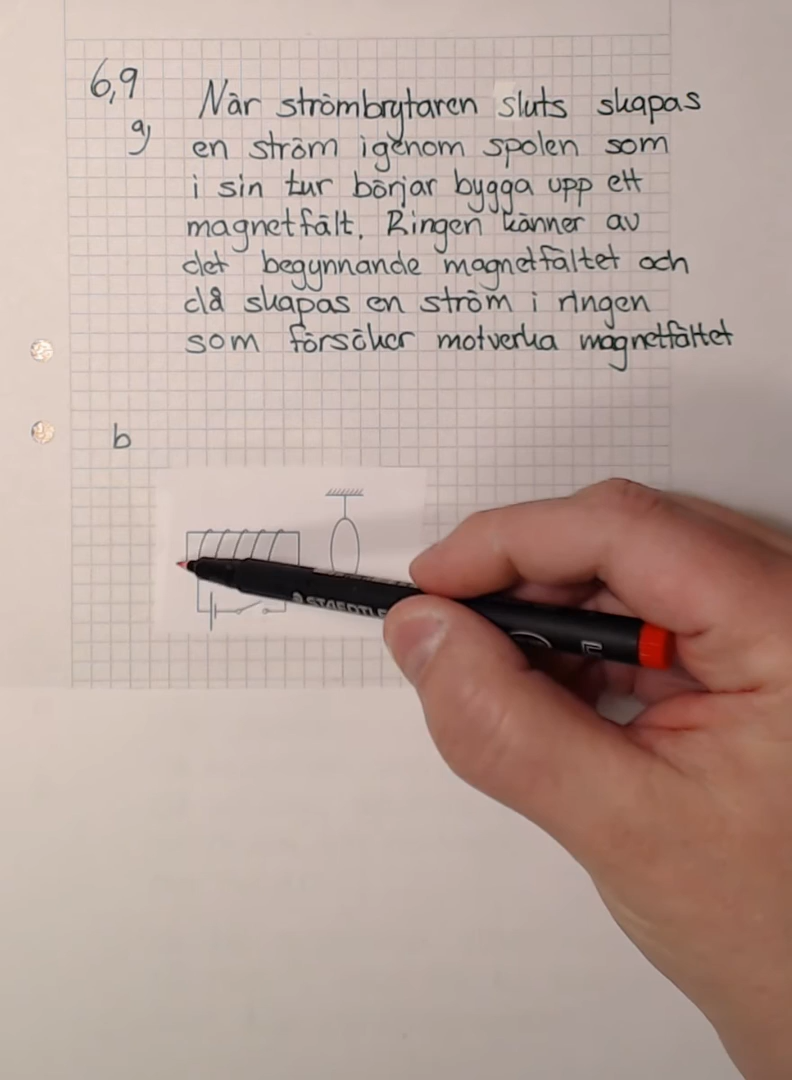 6,9
a) När strömbrytaren sluts skapas
en ström igenom spolen som
i sin tur börjar bygga upp ett
magnetfält. Ringen känner av
det begynnande magnetfältet och
då skapas en ström i ringen
som försöker motverka magnetfältet
b
STAEDTLE